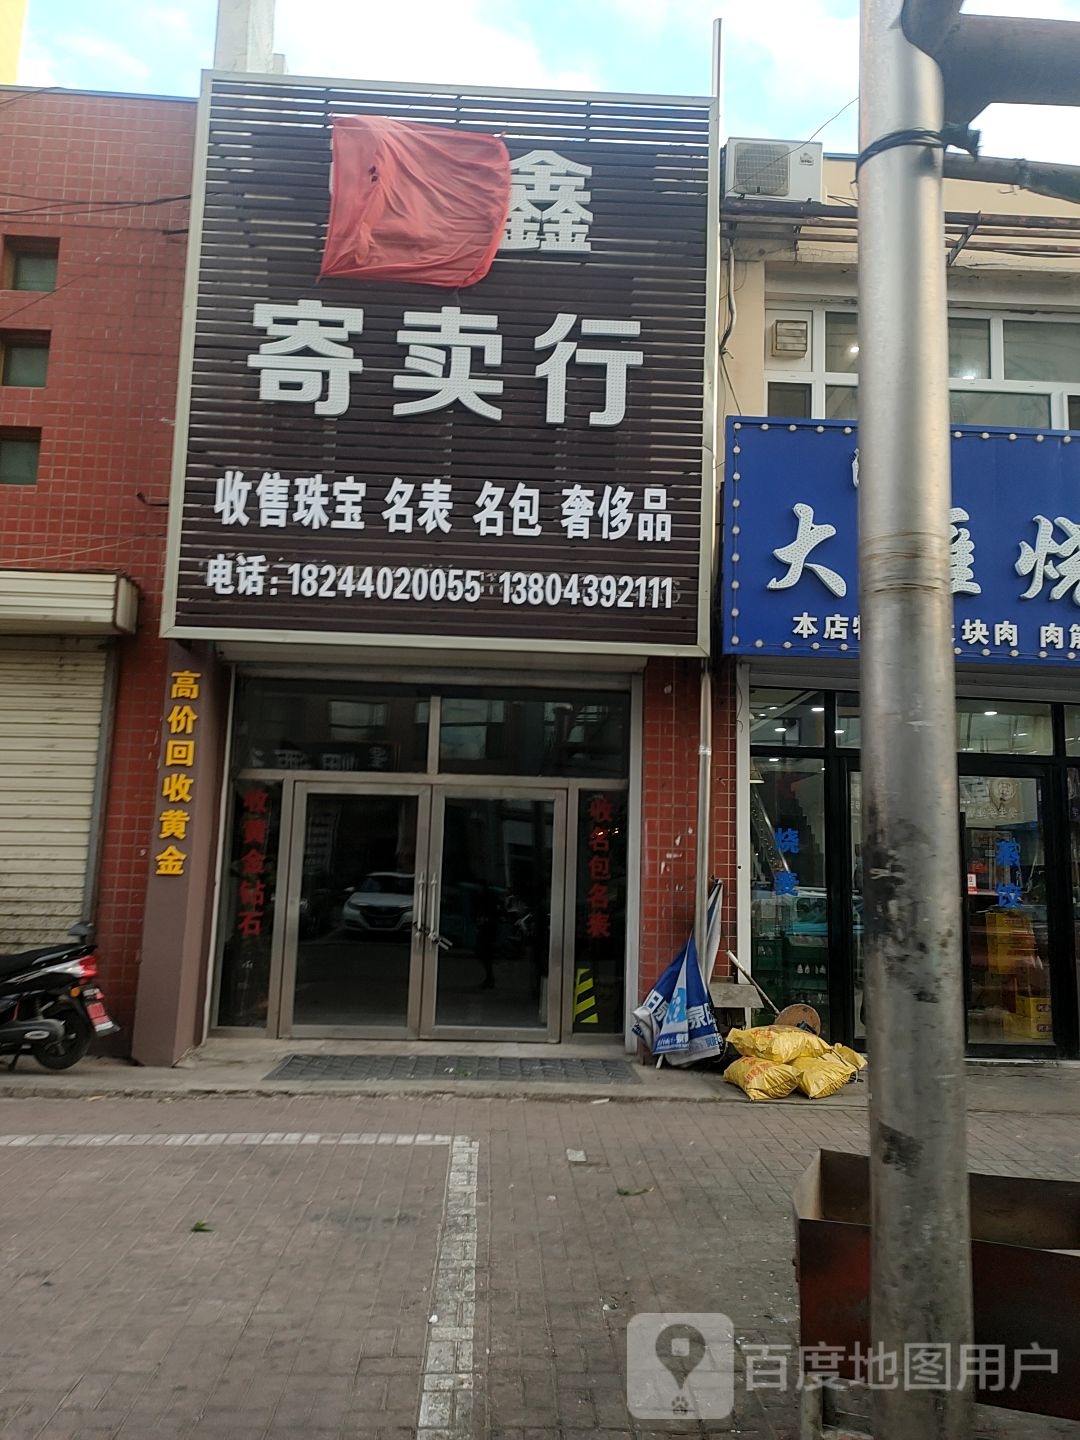 鑫
寄卖行
收售珠宝 名表 名包 奢侈品
电话：18244020055 13804392111
高价回收黄金
收黄金钻石
收名包名表
大 烧
本店 块肉 肉筋
烧
百度地图用户